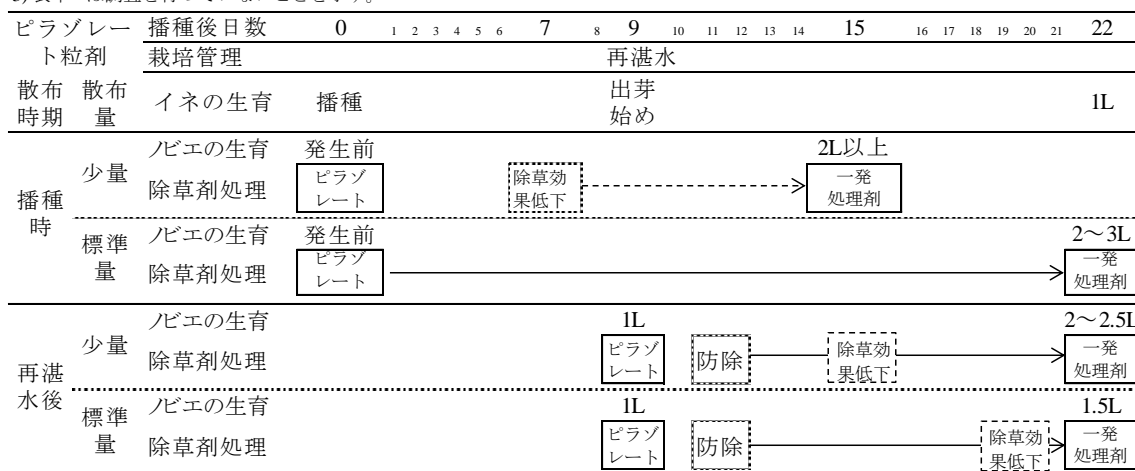 ピラゾレー 播種後日数 0 1 2 3 4 5 6 7 8 9 10 11 12 13 14 15 16 17 18 19 20 21 22
ト粒剤 栽培管理 再湛水
散布 散布 イネの生育 播種 出芽 1L
時期 量 始め
播種時
少量
ノビエの生育 発生前 2L以上
除草剤処理 ピラゾ 除草効 一発
レート 果低下 処理剤
標準量
ノビエの生育 発生前 2～3L
除草剤処理 ピラゾ 一発
レート 処理剤
再湛水後
少量
ノビエの生育 1L 2～2.5L
除草剤処理 ピラゾ 防除 除草効 一発
レート 果低下 処理剤
標準量
ノビエの生育 1L 1.5L
除草剤処理 ピラゾ 防除 除草効 一発
レート 果低下 処理剤